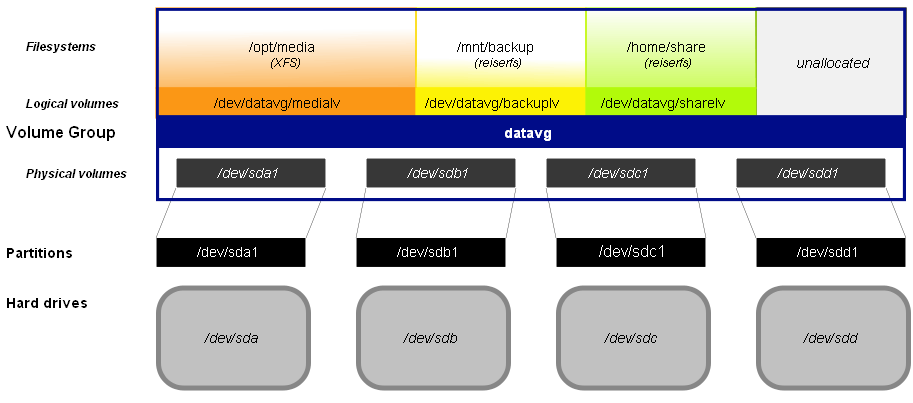 Filesystems
/opt/media
(XFS)
/mnt/backup
(reiserfs)
/home/share
(reiserfs)
unallocated
Logical volumes
/dev/datavg/medialv
/dev/datavg/backuplv
/dev/datavg/sharelv
Volume Group
datavg
Physical volumes
/dev/sda1
/dev/sdb1
/dev/sdc1
/dev/sdd1
Partitions
/dev/sda1
/dev/sdb1
/dev/sdc1
/dev/sdd1
Hard drives
/dev/sda
/dev/sdb
/dev/sdc
/dev/sdd